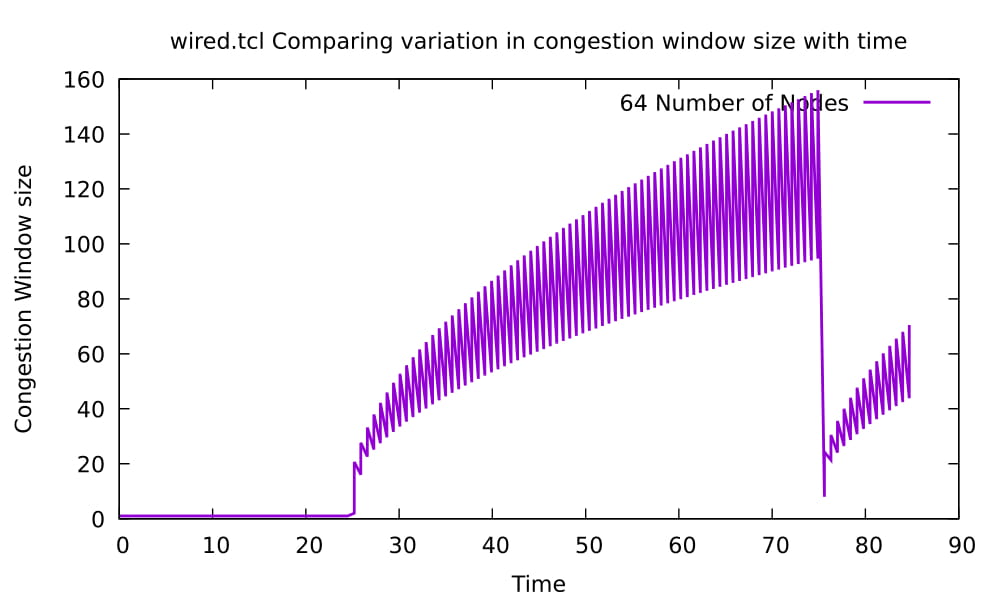 wired.tcl Comparing variation in congestion window size with time
160
140
120
100
80
60
40
20
0
Congestion Window size
64 Number of Nodes
0 10 20 30 40 50 60 70 80 90
Time